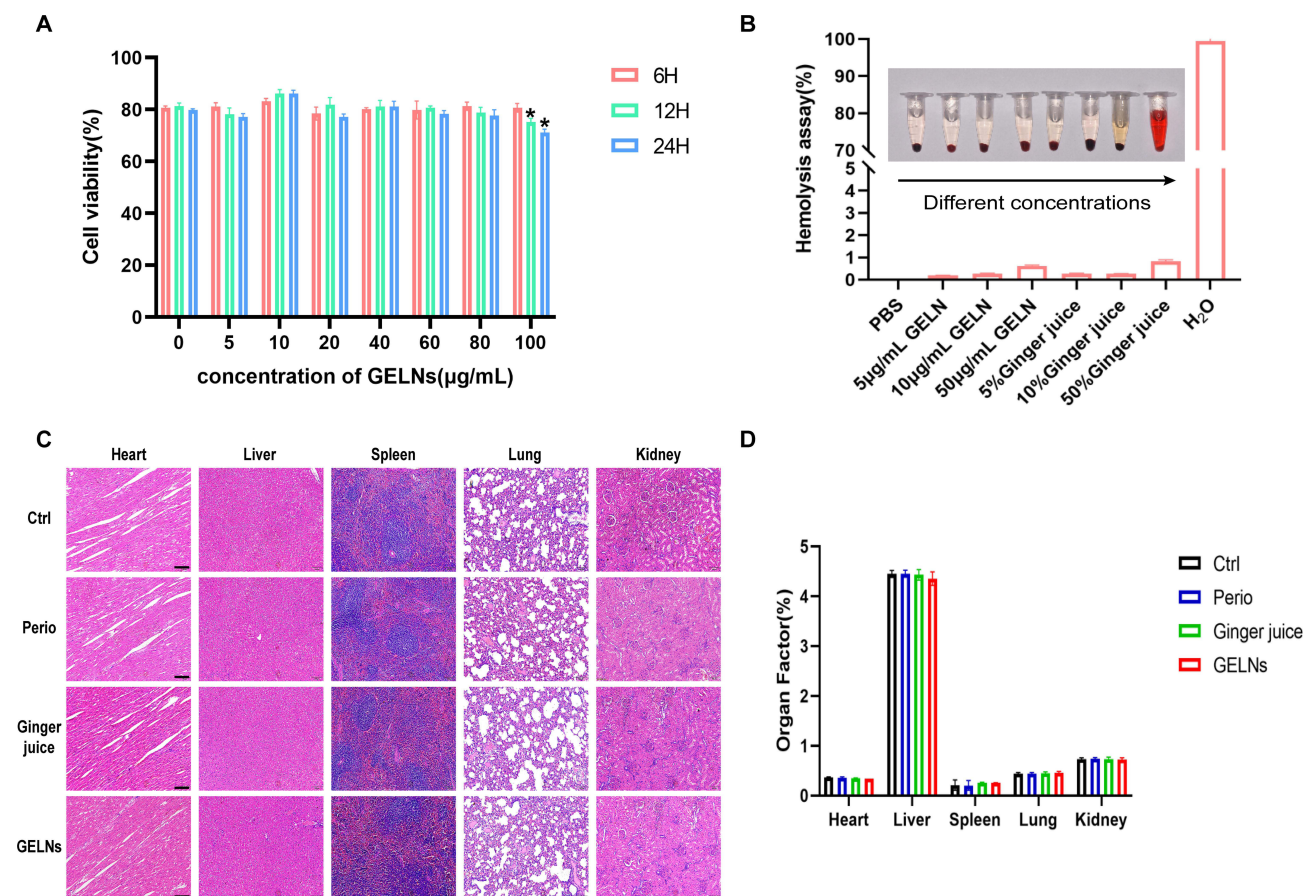 A
100
80
60
40
20
0
Cell viability(%)
0 5 10 20 40 60 80 100
concentration of GELNs(μg/mL)
6H
12H
24H
*
*
B
100
90
80
70
5
4
3
2
1
0
Hemolysis assay(%)
Different concentrations
PBS
5μg/mL GELN
10μg/mL GELN
50μg/mL GELN
5%Ginger juice
10%Ginger juice
50%Ginger juice
H₂O
C
Heart Liver Spleen Lung Kidney
Ctrl
Perio
Ginger
juice
GELNs
D
5
4
3
2
1
0
Organ Factor(%)
Heart Liver Spleen Lung Kidney
Ctrl
Perio
Ginger juice
GELNs